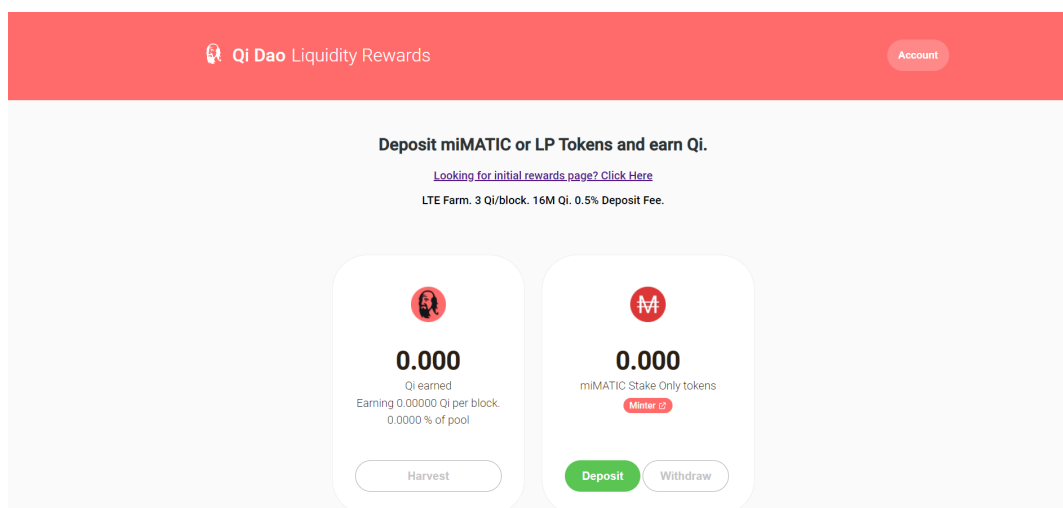 Qi Dao Liquidity Rewards
Account
Deposit miMATIC or LP Tokens and earn Qi.
Looking for initial rewards page? Click Here
LTE Farm. 3 Qi/block. 16M Qi. 0.5% Deposit Fee.
0.000
Qi earned
Earning 0.00000 Qi per block.
0.0000 % of pool
Harvest
0.000
miMATIC Stake Only tokens
Minter
Deposit
Withdraw